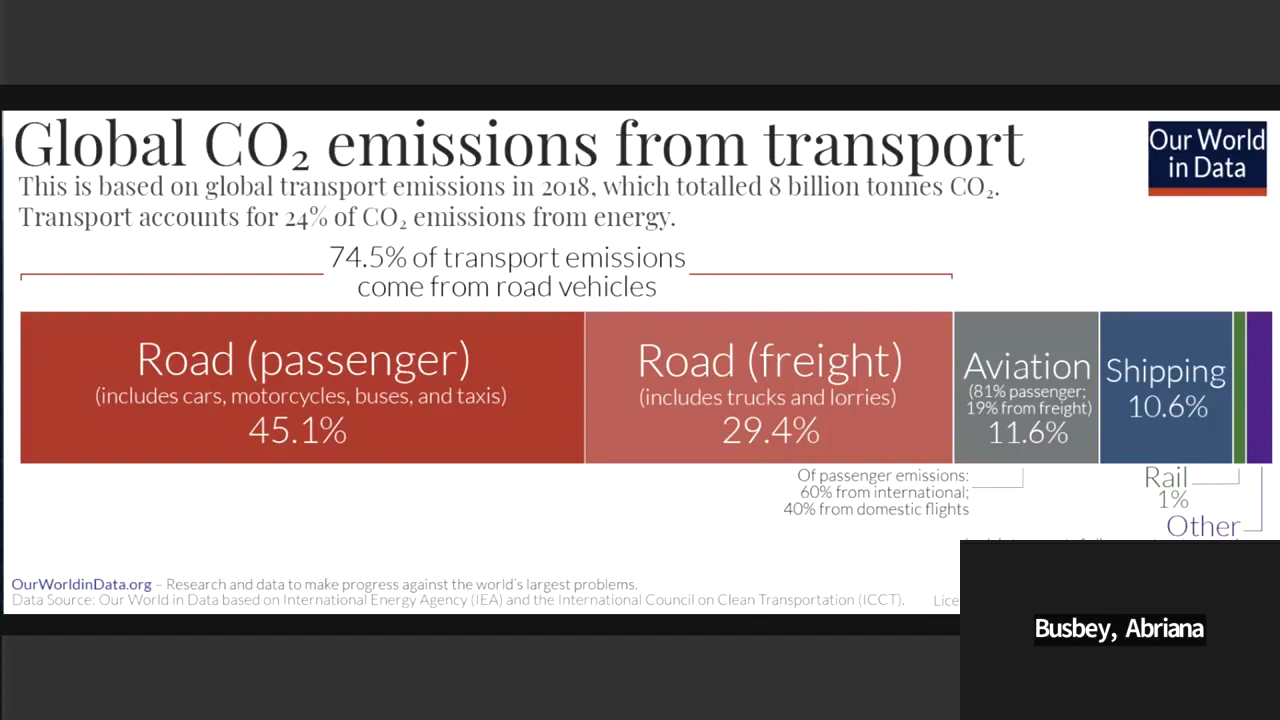 Global CO₂ emissions from transport
Our World
in Data
This is based on global transport emissions in 2018, which totalled 8 billion tonnes CO₂.
Transport accounts for 24% of CO₂ emissions from energy.
74.5% of transport emissions
come from road vehicles
Road (passenger)
(includes cars, motorcycles, buses, and taxis)
45.1%
Road (freight)
(includes trucks and lorries)
29.4%
Aviation
(81% passenger;
19% from freight)
11.6%
Shipping
10.6%
Of passenger emissions:
60% from international;
40% from domestic flights
Rail
1%
Other
OurWorldinData.org – Research and data to make progress against the world's largest problems.
Data Source: Our World in Data based on International Energy Agency (IEA) and the International Council on Clean Transportation (ICCT).
Busbey, Abriana